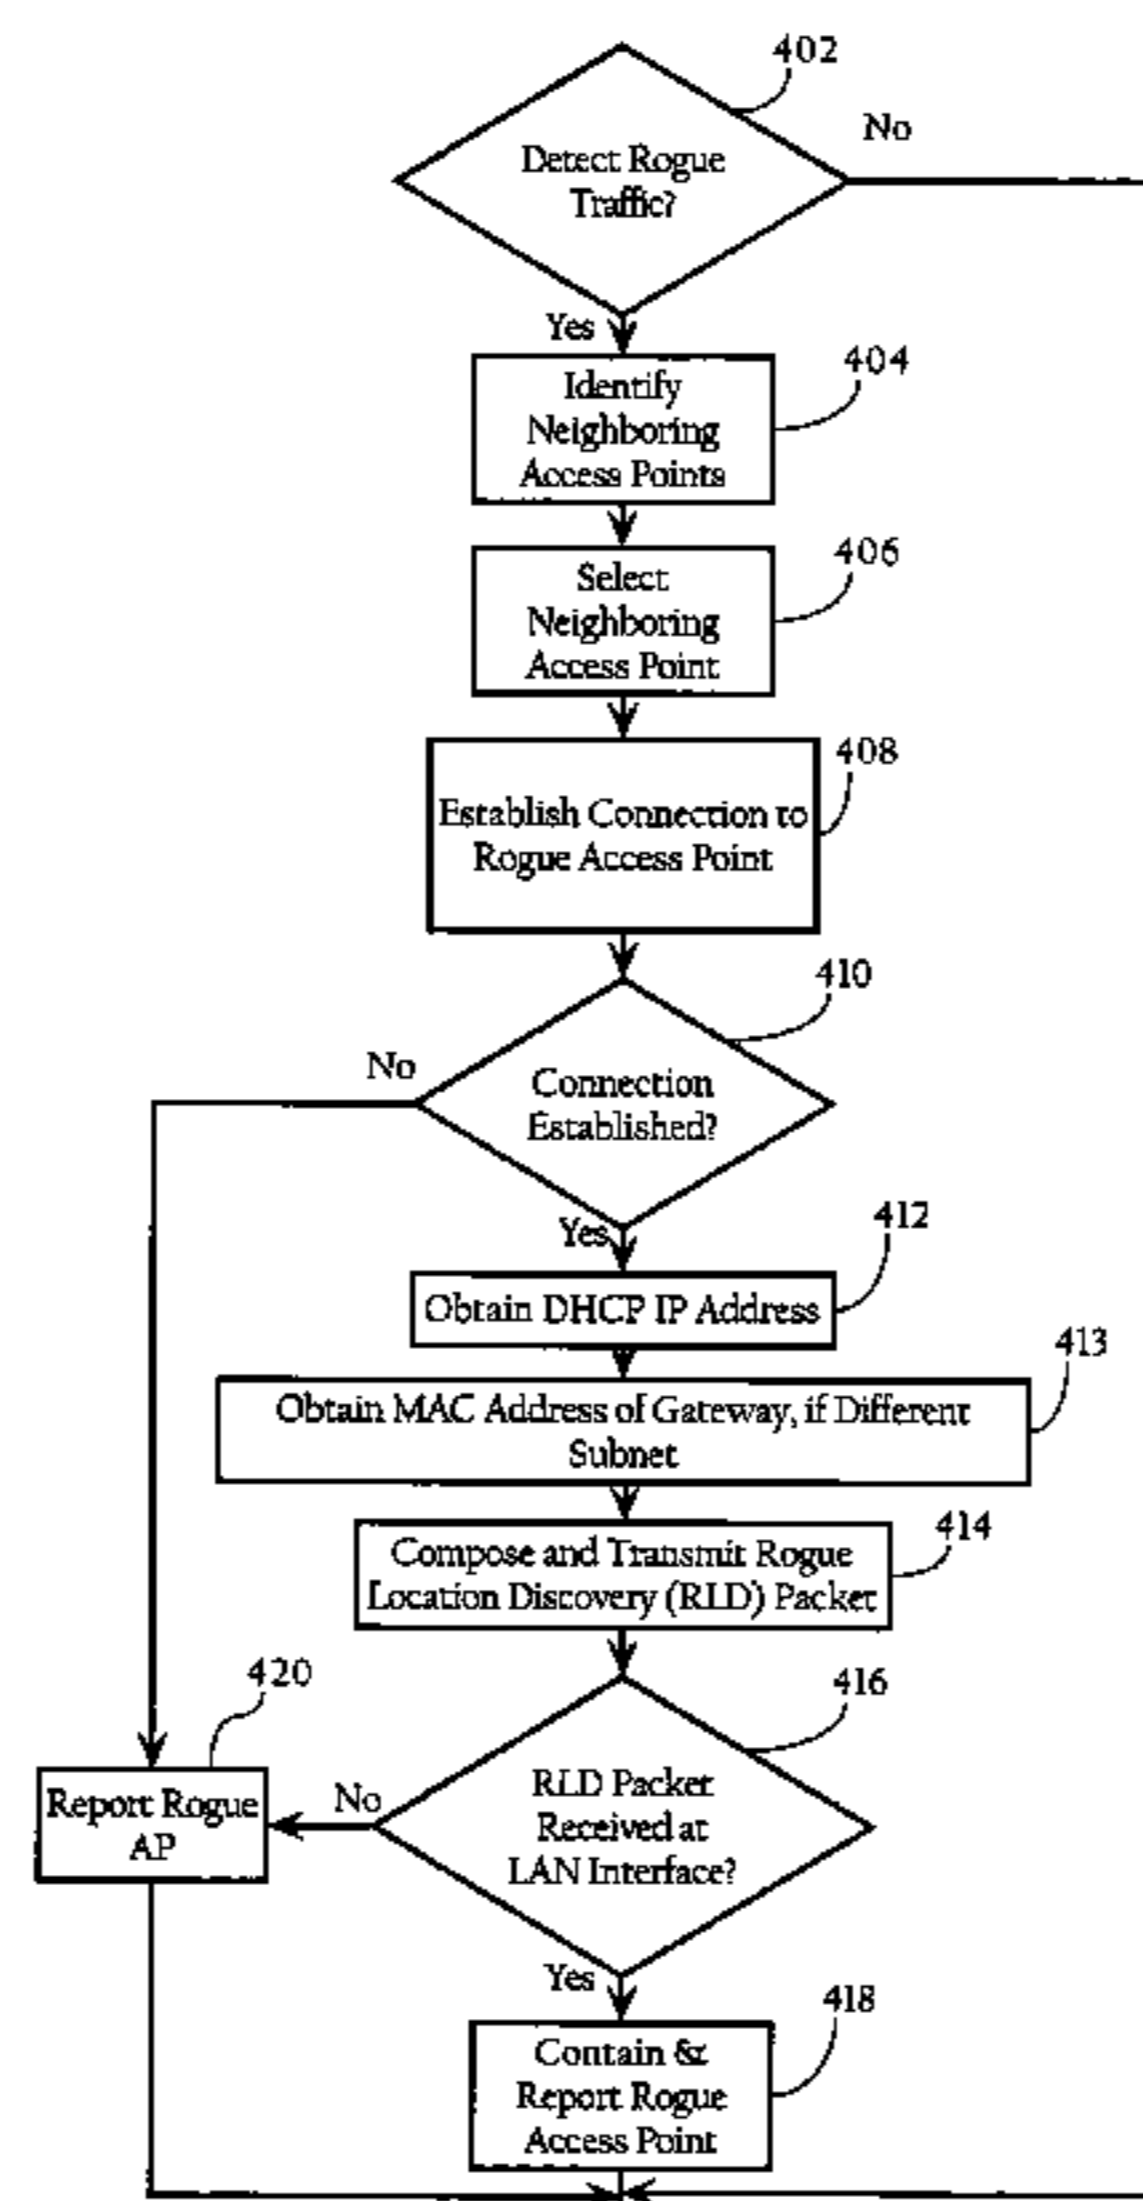 402
No
Detect Rogue
Traffic?
Yes
404
Identify
Neighboring
Access Points
406
Select
Neighboring
Access Point
408
Establish Connection to
Rogue Access Point
410
No
Connection
Established?
Yes
412
Obtain DHCP IP Address
413
Obtain MAC Address of Gateway, if Different
Subnet
414
Compose and Transmit Rogue
Location Discovery (RLD) Packet
420
416
Report Rogue
AP
No
RLD Packet
Received at
LAN Interface?
Yes
418
Contain &
Report Rogue
Access Point